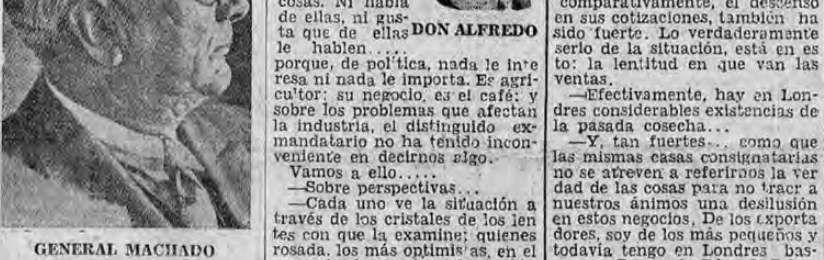 GENERAL MACHADO
cosas. Ni habla
de ellas, ni gus-
ta que de ellas
DON ALFREDO
le hablen.....
porque, de pol'tica, nada le inte
resa ni nada le importa. Es agri-
cu'tor; su negocio, es el café; y
sobre los problemas que afectan
la industria, el distinguido ex-
mandatario no ha tenido incon-
veniente en decirnos algo.
Vamos a ello.....
—Sobre perspectivas...
—Cada uno ve la situación a
través de los cristales de los len
tes con que la examine; quienes
rosada, los más optimis'as, en el
comparativamente, el descenso
en sus cotizaciones, también ha
sido fuerte. Lo verdaderamente
serio de la situación, está en es
to: la lentitud en que van las
ventas.
—Efectivamente, hay en Lon-
dres considerables existencias de
la pasada cosecha...
—Y, tan fuertes... como que
las mismas casas consignatarias
no se atreven a referirnos la ver
dad de las cosas para no tracr a
nuestros ánimos una desilusión
en estos negocios. De los exporta
dores, soy de los más pequeños y
todavía tengo en Londres bas-